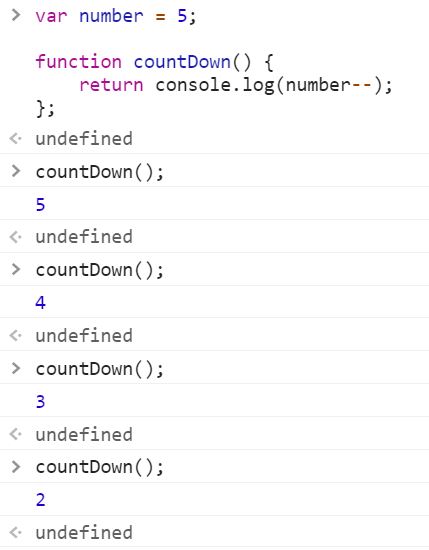 > var number = 5;
function countDown() {
    return console.log(number--);
};
<· undefined
> countDown();
5
<· undefined
> countDown();
4
<· undefined
> countDown();
3
<· undefined
> countDown();
2
<· undefined